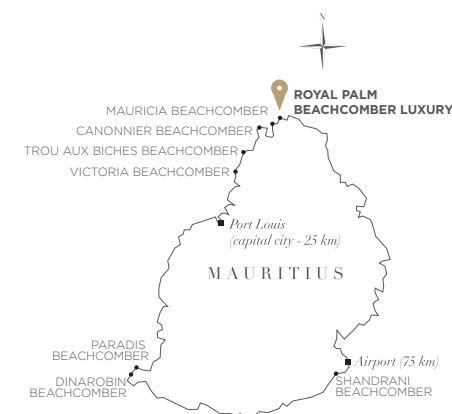 N
ROYAL PALM
BEACHCOMBER LUXURY
MAURICIA BEACHCOMBER
CANONNIER BEACHCOMBER
TROU AUX BICHES BEACHCOMBER
VICTORIA BEACHCOMBER
Port Louis
(capital city - 25 km)
MAURITIUS
PARADIS
BEACHCOMBER
DINAROBIN
BEACHCOMBER
Airport (75 km)
SHANDRANI
BEACHCOMBER